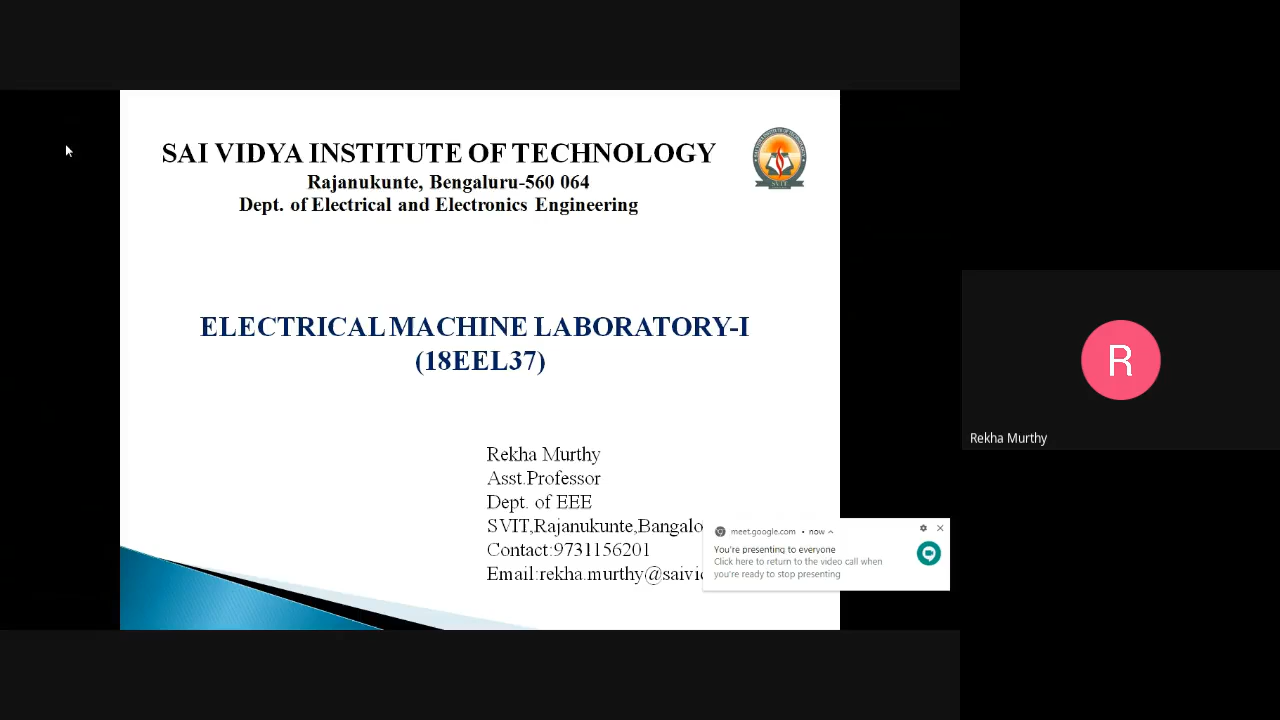 SAI VIDYA INSTITUTE OF TECHNOLOGY
Rajanukunte, Bengaluru-560 064
Dept. of Electrical and Electronics Engineering
SVIT
ELECTRICAL MACHINE LABORATORY-I
(18EEL37)
Rekha Murthy
Asst.Professor
Dept. of EEE
SVIT,Rajanukunte,Bangalo
Contact:9731156201
Email:rekha.murthy@saivi
meet.google.com • now
You're presenting to everyone
Click here to return to the video call when
you're ready to stop presenting
R
Rekha Murthy